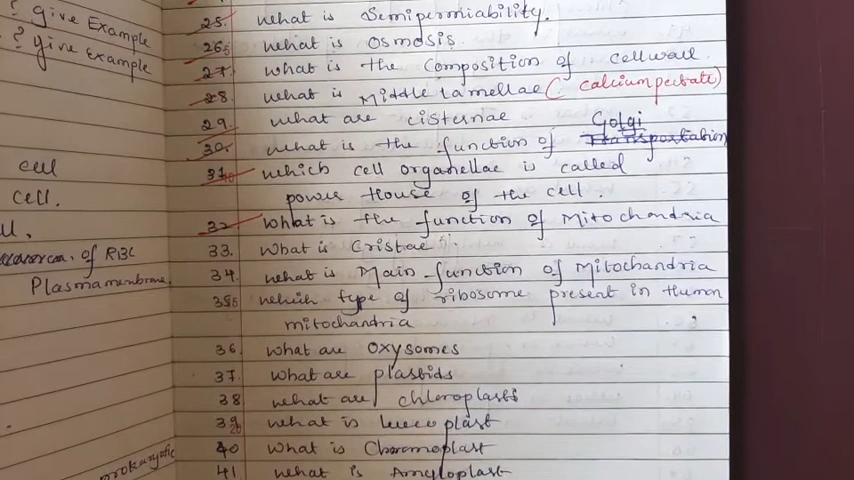 ? give Example
? give Example
cell
cell.
of RBC
Plasmamembrane.
prokaryotic
25. what is Semipermiability.
26. what is osmosis.
27. what is the composition of cellwall
28. what is Middle lamellae (: calcium pectate)
29. what are cisternae
30. what is the function of Golgi
31. which cell organellae is called
power House of the cell.
32 what is the function of Mitochondria
33. What is Cristae
34. what is Main function of Mitochandria
35. which type of ribosome present in Human
mitochandria ?
36. what are oxysomes
37. what are plastids
38 what are chloroplasts
39. what is leucoplast
40 what is Chromoplast
41 what is Amyloplast